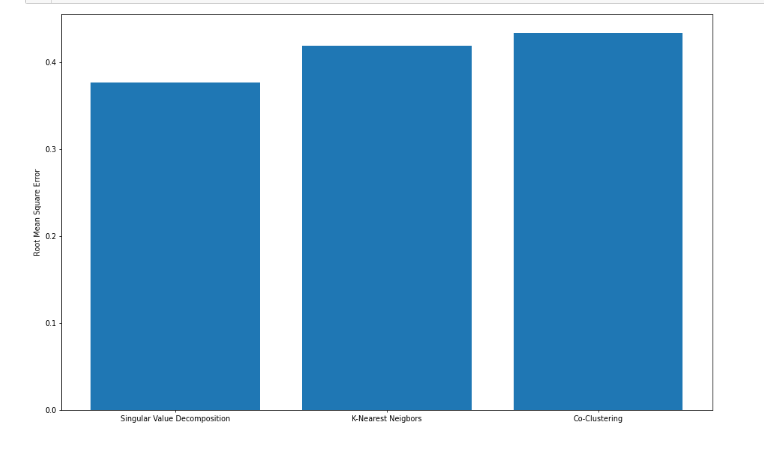 0.4
0.3
0.2
0.1
0.0
Root Mean Square Error
Singular Value Decomposition
K-Nearest Neigbors
Co-Clustering